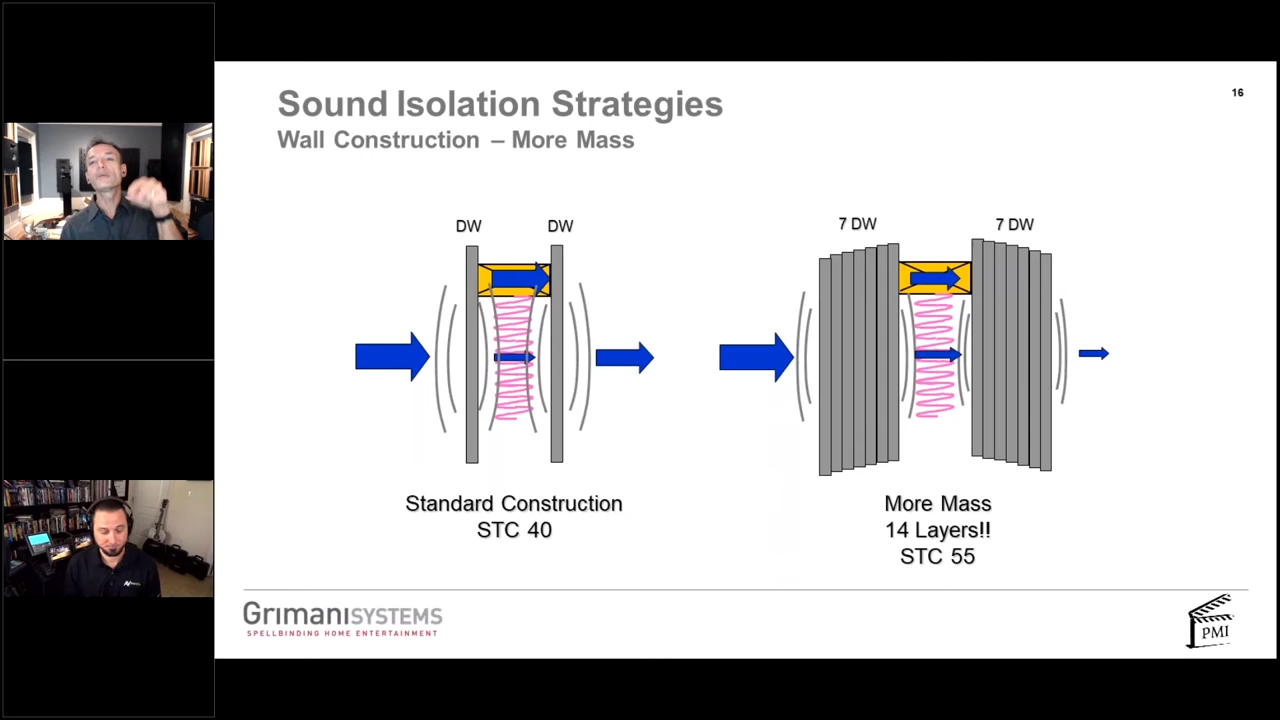 16
Sound Isolation Strategies
Wall Construction – More Mass
DW DW
7 DW 7 DW
Standard Construction
STC 40
More Mass
14 Layers!!
STC 55
GrimaniSYSTEMS
SPELLBINDING HOME ENTERTAINMENT
PMI